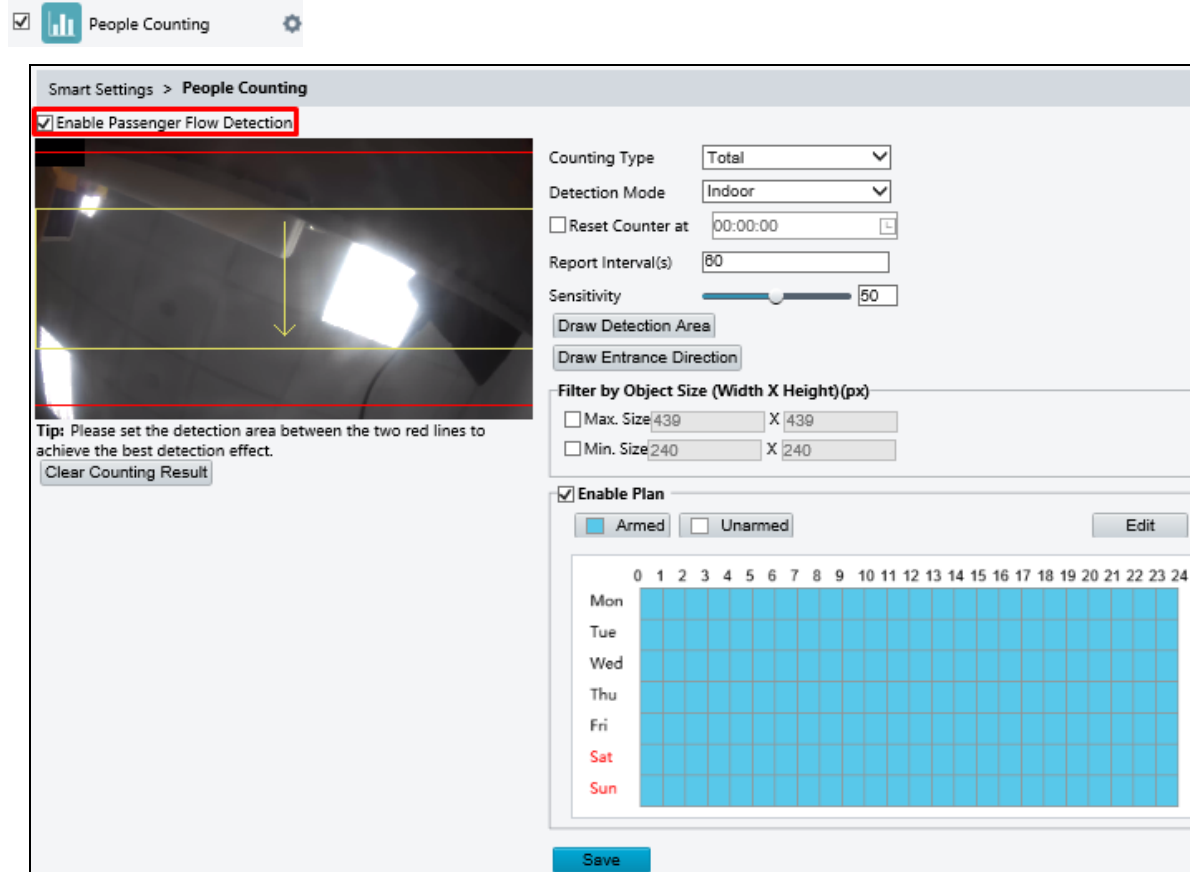 People Counting
Smart Settings > People Counting
Enable Passenger Flow Detection
Counting Type Total
Detection Mode Indoor
Reset Counter at 00:00:00
Report Interval(s) 60
Sensitivity 50
Draw Detection Area
Draw Entrance Direction
Filter by Object Size (Width X Height)(px)
Max. Size 439 X 439
Min. Size 240 X 240
Tip: Please set the detection area between the two red lines to
achieve the best detection effect.
Clear Counting Result
Enable Plan
Armed Unarmed Edit
0 1 2 3 4 5 6 7 8 9 10 11 12 13 14 15 16 17 18 19 20 21 22 23 24
Mon
Tue
Wed
Thu
Fri
Sat
Sun
Save